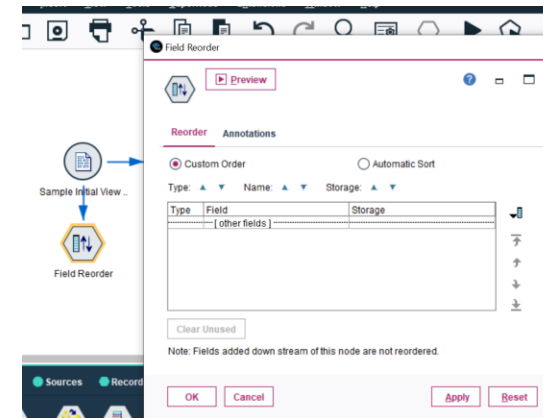 Field Reorder
Preview
Reorder Annotations
Custom Order Automatic Sort
Type: Name: Storage:
Type Field Storage
[ other fields ]
Clear Unused
Note: Fields added down stream of this node are not reordered.
OK Cancel Apply Reset
Sample Initial View ..
Field Reorder
Sources Record